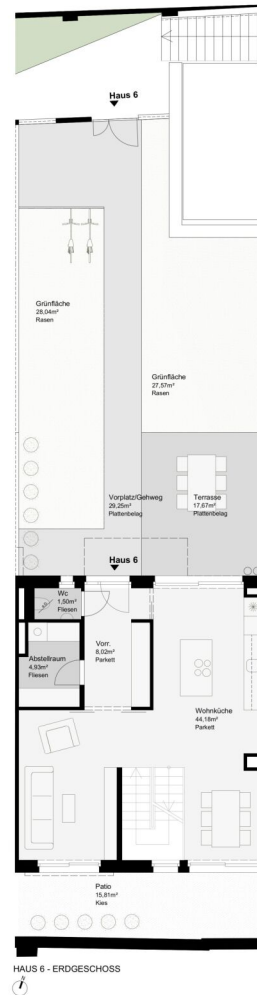 Haus 6
Grünfläche
28,04m²
Rasen
Grünfläche
27,57m²
Rasen
Vorplatz/Gehweg
29,25m²
Plattenbelag
Terrasse
17,67m²
Plattenbelag
Haus 6
Wc
1,50m²
Fliesen
Vorr.
8,02m²
Parkett
Abstellraum
4,93m²
Fliesen
Wohnküche
44,18m²
Parkett
Patio
15,81m²
Kies
HAUS 6 - ERDGESCHOSS
N